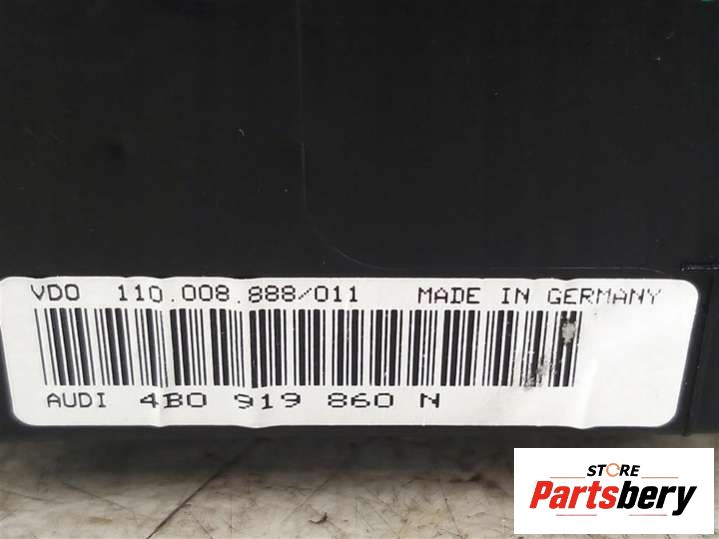 VDO 110.008.888/011 MADE IN GERMANY
AUDI 4B0 919 860 N
STORE
Partsbery